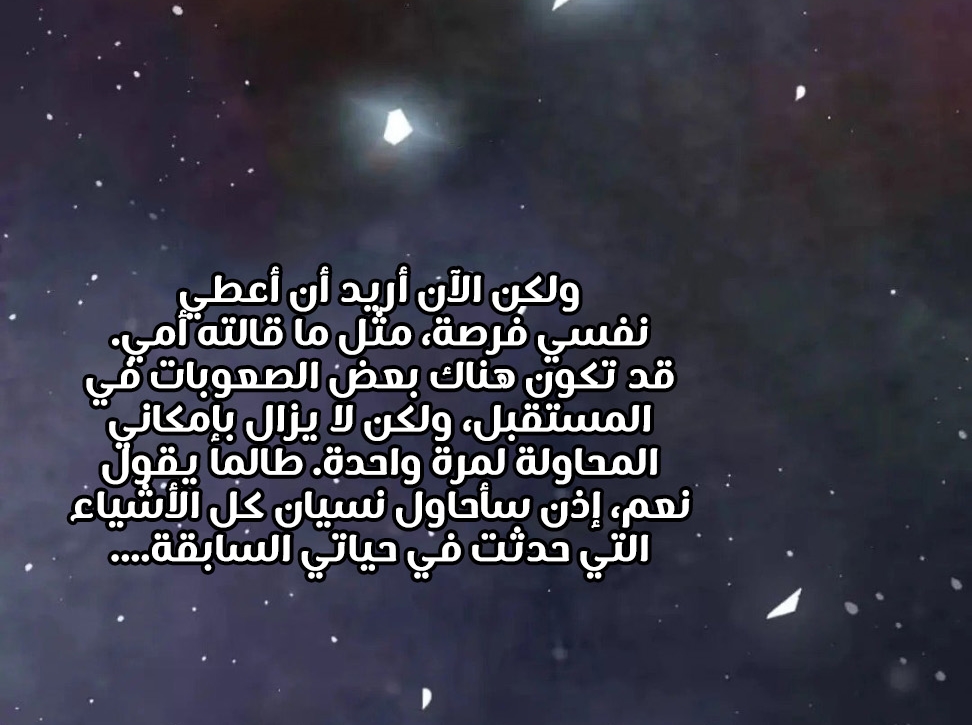 ولكن الآن أريد أن أعطي
نفسي فرصة، مثل ما قالته أمي.
قد تكون هناك بعض الصعوبات في
المستقبل، ولكن لا يزال بإمكاني
المحاولة لمرة واحدة. طالما يقول
نعم، إذن سأحاول نسيان كل الأشياء
التي حدثت في حياتي السابقة....